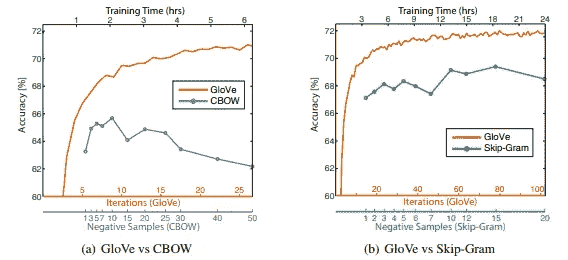 Training Time (hrs)
1 2 3 4 5 6
72
70
68
66
64
62
60
Accuracy [%]
GloVe
CBOW
5 10 15 20 25
Iterations (GloVe)
1 3 5 7 10 15 20 25 30 40 50
Negative Samples (CBOW)
(a) GloVe vs CBOW
Training Time (hrs)
3 6 9 12 15 18 21 24
72
70
68
66
64
62
60
Accuracy [%]
GloVe
Skip-Gram
20 40 60 80 100
Iterations (GloVe)
1 2 3 4 5 6 7 10 12 15 20
Negative Samples (Skip-Gram)
(b) GloVe vs Skip-Gram